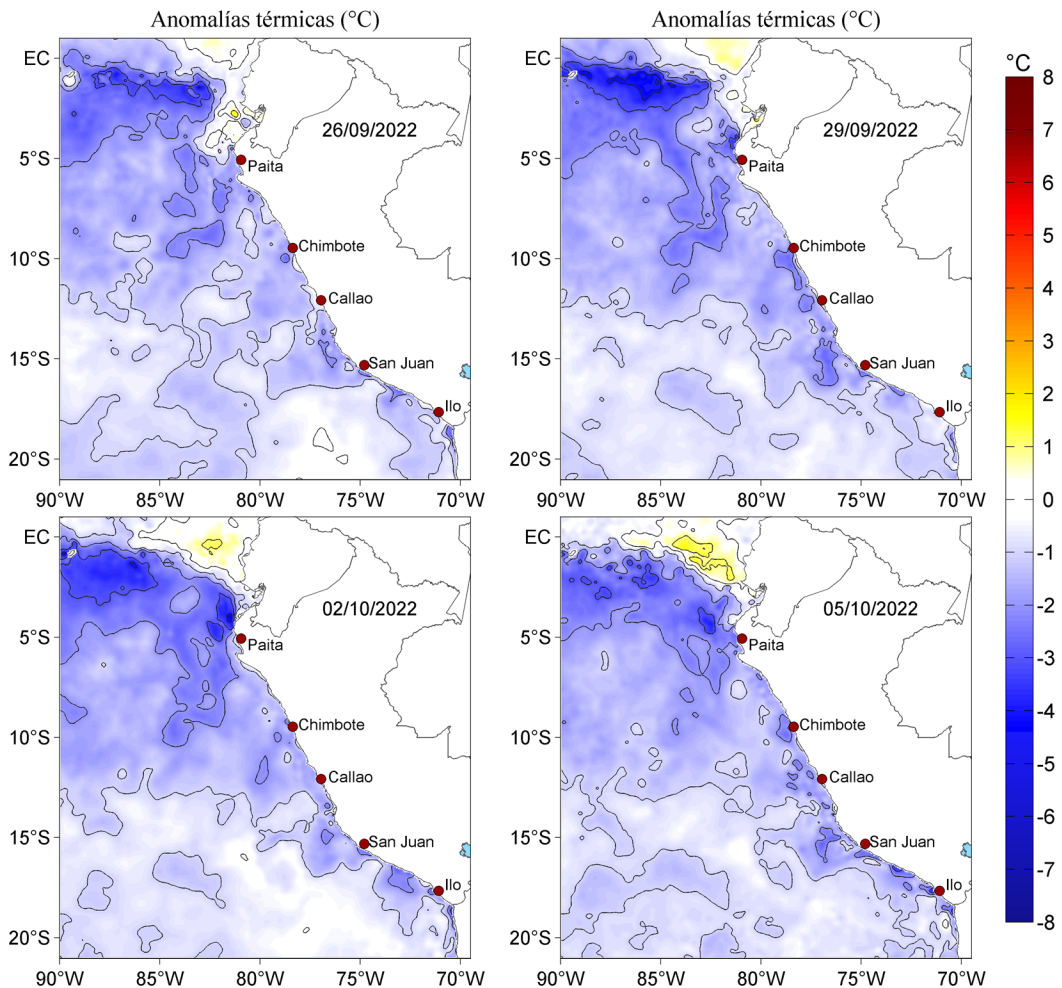 Anomalías térmicas (°C)
Anomalías térmicas (°C)
EC
5°S
10°S
15°S
20°S
90°W
85°W
80°W
75°W
70°W
26/09/2022
Paita
Chimbote
Callao
San Juan
Ilo
EC
5°S
10°S
15°S
20°S
90°W
85°W
80°W
75°W
70°W
29/09/2022
Paita
Chimbote
Callao
San Juan
Ilo
°C
8
7
6
5
4
3
2
1
0
-1
-2
-3
-4
-5
-6
-7
-8
EC
5°S
10°S
15°S
20°S
90°W
85°W
80°W
75°W
70°W
02/10/2022
Paita
Chimbote
Callao
San Juan
Ilo
EC
5°S
10°S
15°S
20°S
90°W
85°W
80°W
75°W
70°W
05/10/2022
Paita
Chimbote
Callao
San Juan
Ilo